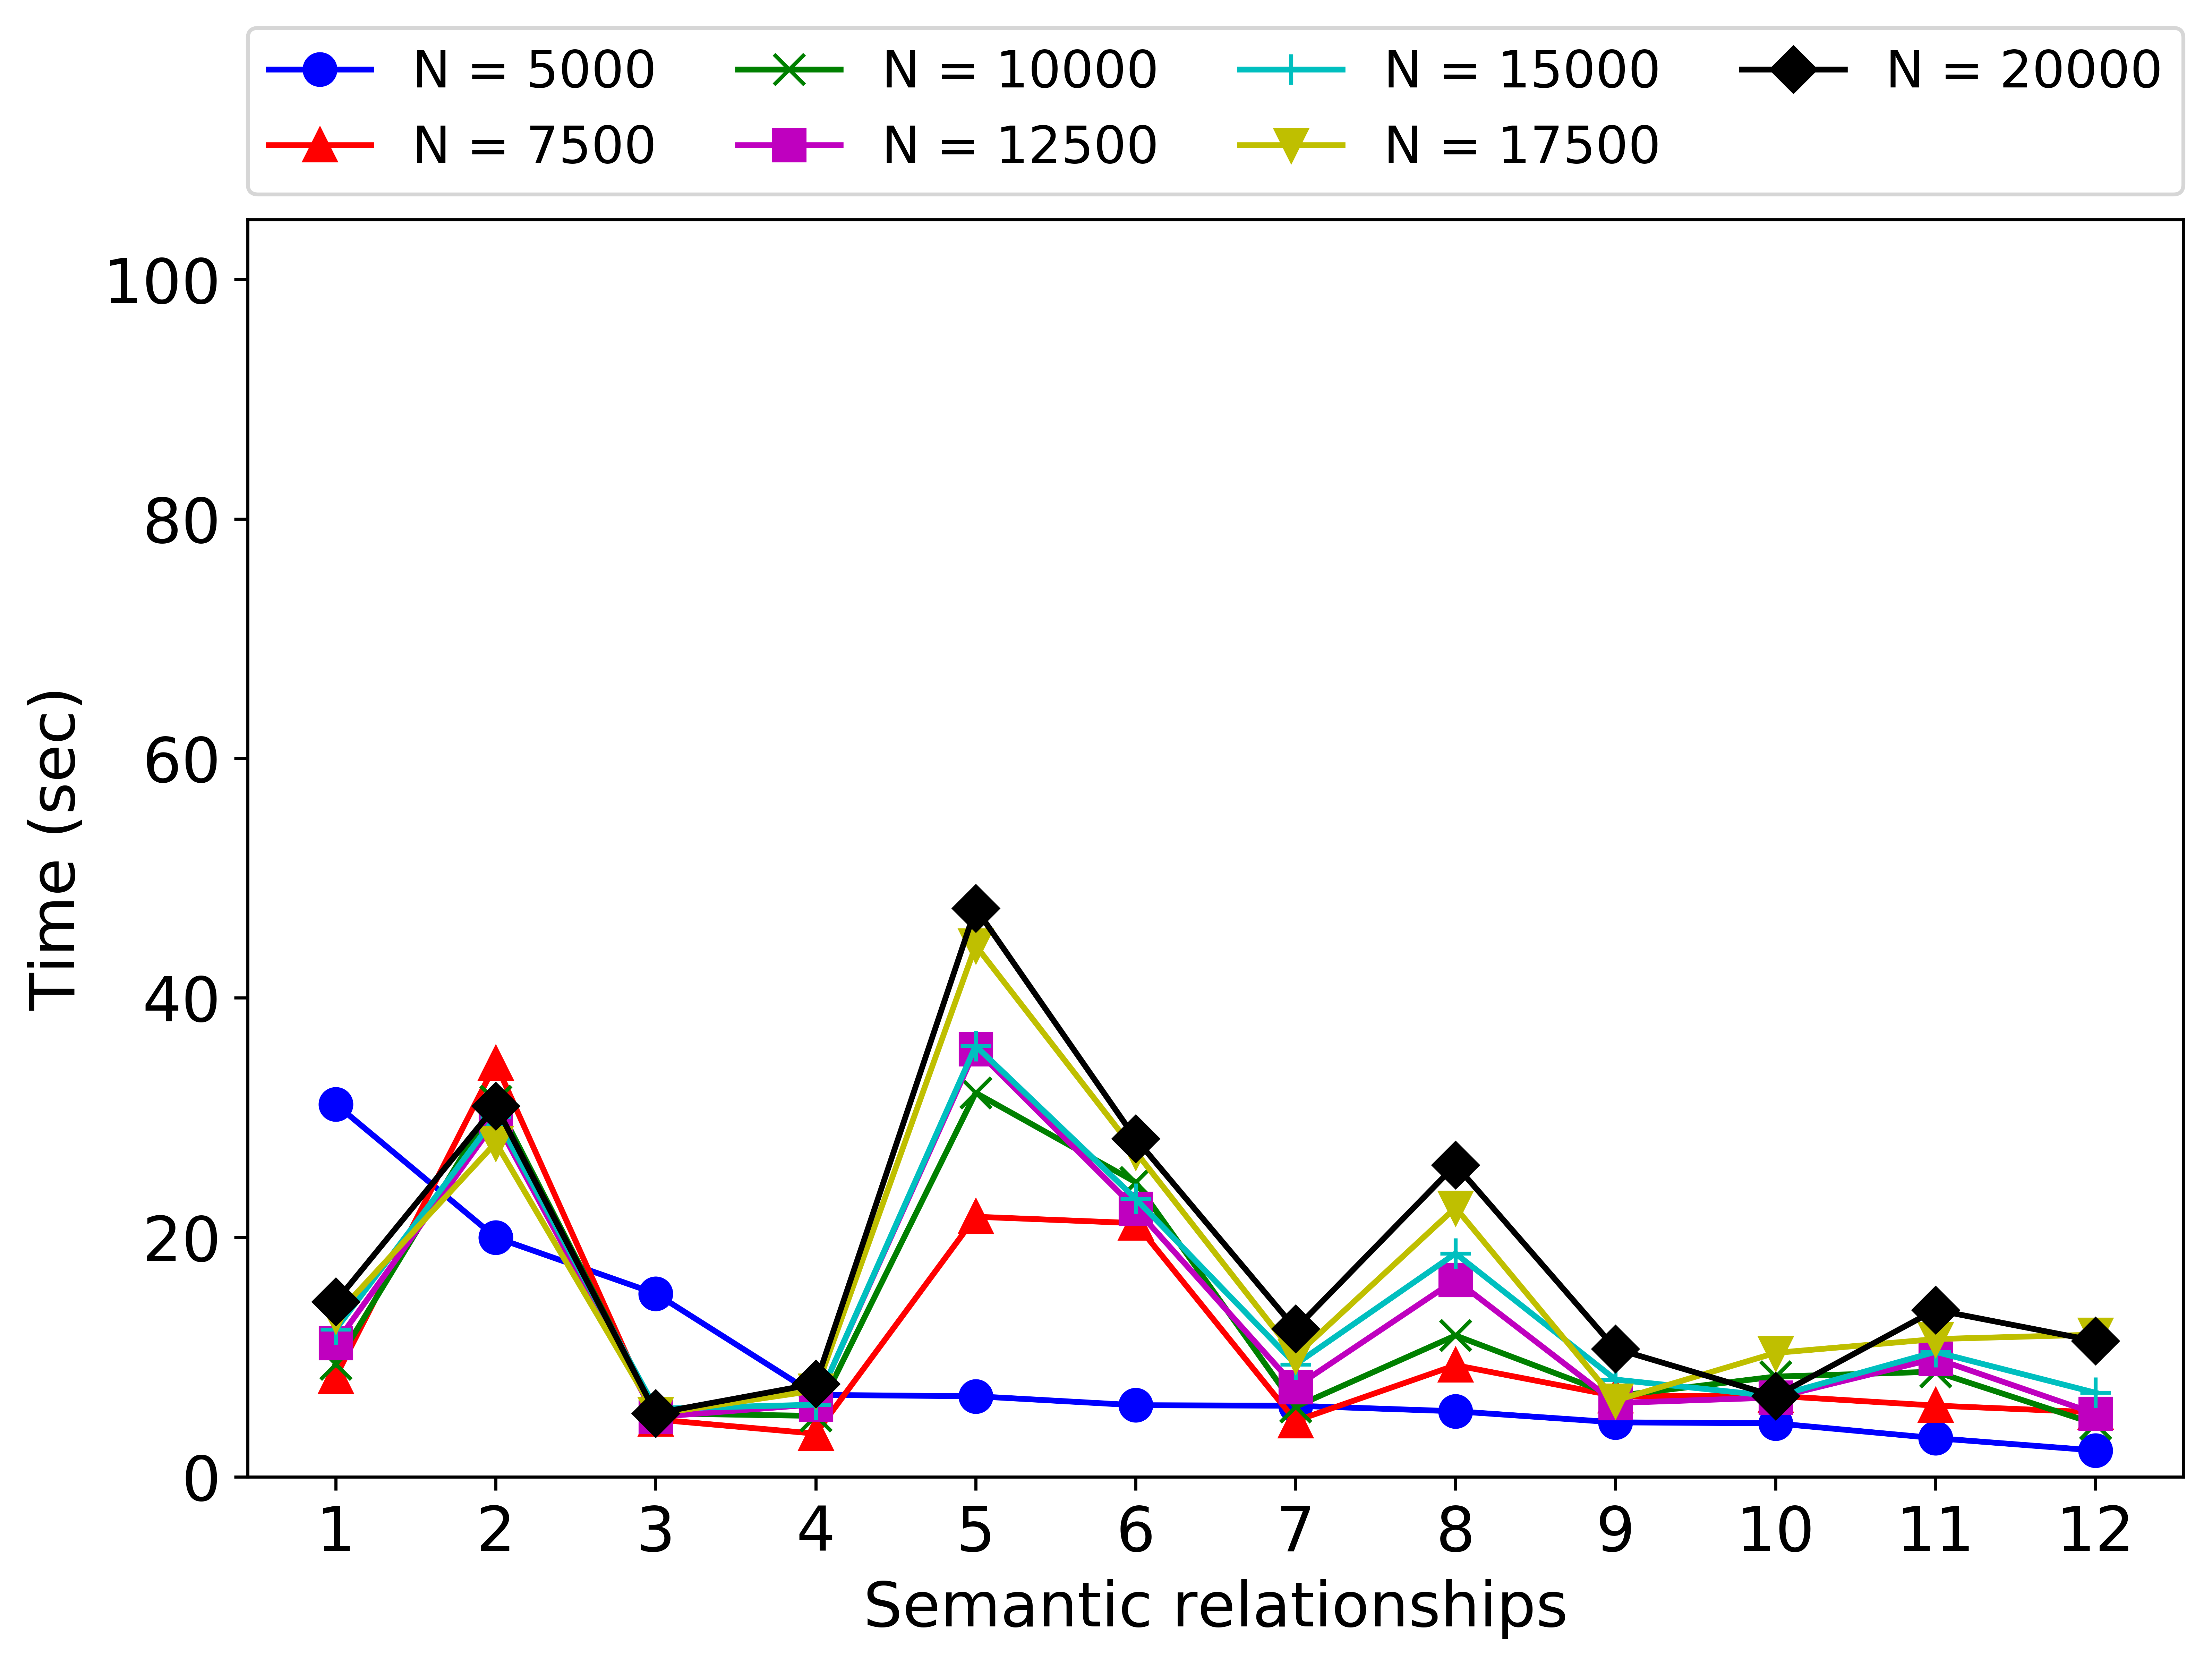 N = 5000 N = 10000 N = 15000 N = 20000
N = 7500 N = 12500 N = 17500
100
80
60
40
20
0
Time (sec)
1 2 3 4 5 6 7 8 9 10 11 12
Semantic relationships